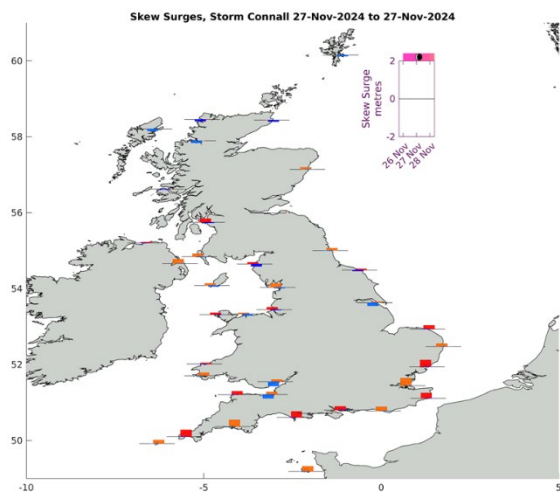 Skew Surges, Storm Connall 27-Nov-2024 to 27-Nov-2024
60
58
56
54
52
50
-10
-5
0
5
Skew Surge
metres
2
0
-2
26 Nov
27 Nov
28 Nov